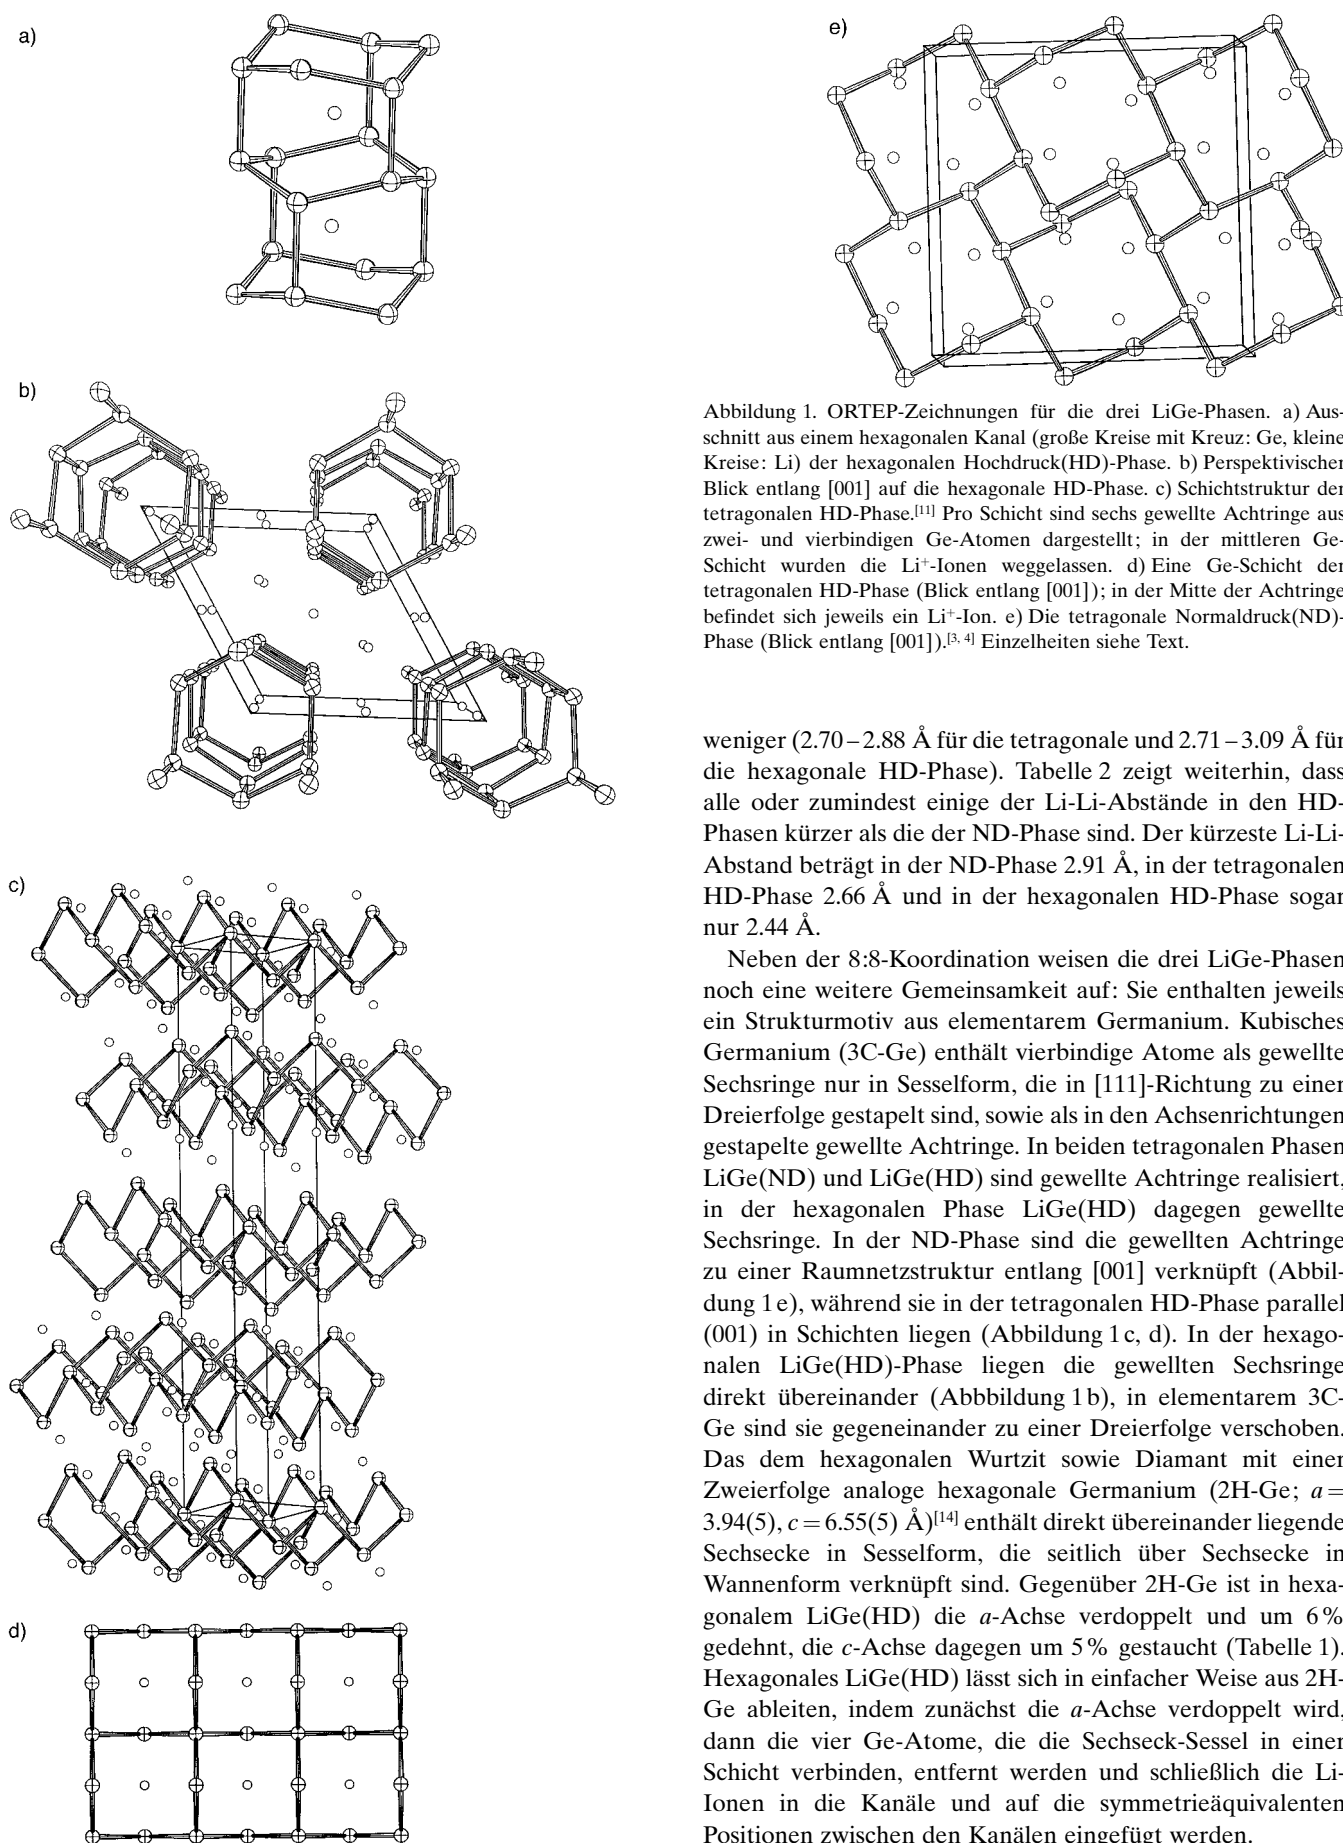 a)
b)
c)
d)
e)
Abbildung 1. ORTEP-Zeichnungen für die drei LiGe-Phasen. a) Aus-
schnitt aus einem hexagonalen Kanal (große Kreise mit Kreuz: Ge, kleine
Kreise: Li) der hexagonalen Hochdruck(HD)-Phase. b) Perspektivischer
Blick entlang [001] auf die hexagonale HD-Phase. c) Schichtstruktur der
tetragonalen HD-Phase.[11] Pro Schicht sind sechs gewellte Achtringe aus
zwei- und vierbindigen Ge-Atomen dargestellt; in der mittleren Ge-
Schicht wurden die Li+-Ionen weggelassen. d) Eine Ge-Schicht der
tetragonalen HD-Phase (Blick entlang [001]); in der Mitte der Achtringe
befindet sich jeweils ein Li+-Ion. e) Die tetragonale Normaldruck(ND)-
Phase (Blick entlang [001]).[3, 4] Einzelheiten siehe Text.
weniger (2.70–2.88 Å für die tetragonale und 2.71–3.09 Å für
die hexagonale HD-Phase). Tabelle 2 zeigt weiterhin, dass
alle oder zumindest einige der Li-Li-Abstände in den HD-
Phasen kürzer als die der ND-Phase sind. Der kürzeste Li-Li-
Abstand beträgt in der ND-Phase 2.91 Å, in der tetragonalen
HD-Phase 2.66 Å und in der hexagonalen HD-Phase sogar
nur 2.44 Å.
Neben der 8:8-Koordination weisen die drei LiGe-Phasen
noch eine weitere Gemeinsamkeit auf: Sie enthalten jeweils
ein Strukturmotiv aus elementarem Germanium. Kubisches
Germanium (3C-Ge) enthält vierbindige Atome als gewellte
Sechsringe nur in Sesselform, die in [111]-Richtung zu einer
Dreierfolge gestapelt sind, sowie als in den Achsenrichtungen
gestapelte gewellte Achtringe. In beiden tetragonalen Phasen
LiGe(ND) und LiGe(HD) sind gewellte Achtringe realisiert,
in der hexagonalen Phase LiGe(HD) dagegen gewellte
Sechsringe. In der ND-Phase sind die gewellten Achtringe
zu einer Raumnetzstruktur entlang [001] verknüpft (Abbil-
dung 1e), während sie in der tetragonalen HD-Phase parallel
(001) in Schichten liegen (Abbildung 1c, d). In der hexago-
nalen LiGe(HD)-Phase liegen die gewellten Sechsringe
direkt übereinander (Abbbildung 1b), in elementarem 3C-
Ge sind sie gegeneinander zu einer Dreierfolge verschoben.
Das dem hexagonalen Wurtzit sowie Diamant mit einer
Zweierfolge analoge hexagonale Germanium (2H-Ge; a =
3.94(5), c = 6.55(5) Å)[14] enthält direkt übereinander liegende
Sechsecke in Sesselform, die seitlich über Sechsecke in
Wannenform verknüpft sind. Gegenüber 2H-Ge ist in hexa-
gonalem LiGe(HD) die a-Achse verdoppelt und um 6%
gedehnt, die c-Achse dagegen um 5% gestaucht (Tabelle 1).
Hexagonales LiGe(HD) lässt sich in einfacher Weise aus 2H-
Ge ableiten, indem zunächst die a-Achse verdoppelt wird,
dann die vier Ge-Atome, die die Sechseck-Sessel in einer
Schicht verbinden, entfernt werden und schließlich die Li-
Ionen in die Kanäle und auf die symmetrieäquivalenten
Positionen zwischen den Kanälen eingefügt werden.